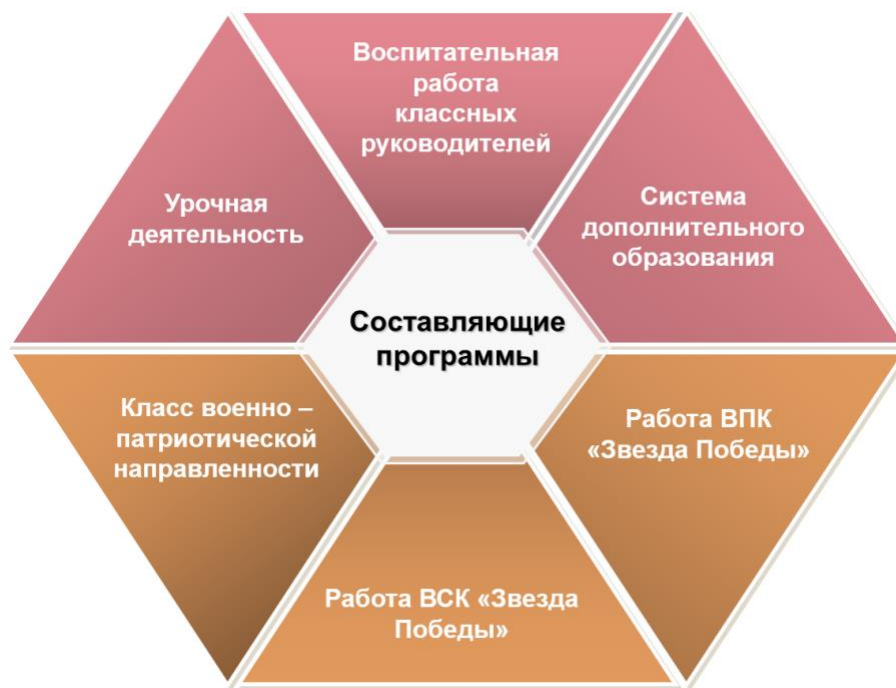 Воспитательная
работа
классных
руководителей
Урочная
деятельность
Система
дополнительного
образования
Составляющие
программы
Класс военно –
патриотической
направленности
Работа ВПК
«Звезда Победы»
Работа ВСК «Звезда
Победы»